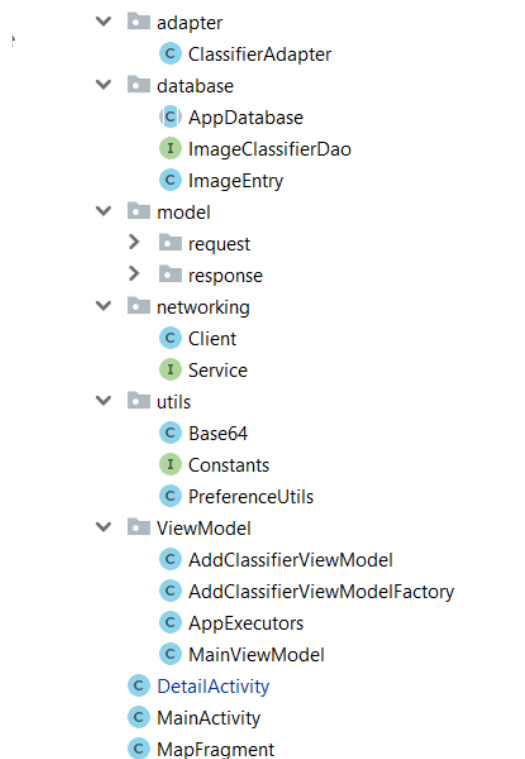 adapter
C ClassifierAdapter
database
C AppDatabase
I ImageClassifierDao
C ImageEntry
model
request
response
networking
C Client
I Service
utils
C Base64
I Constants
C PreferenceUtils
ViewModel
C AddClassifierViewModel
C AddClassifierViewModelFactory
C AppExecutors
C MainViewModel
C DetailActivity
C MainActivity
C MapFragment